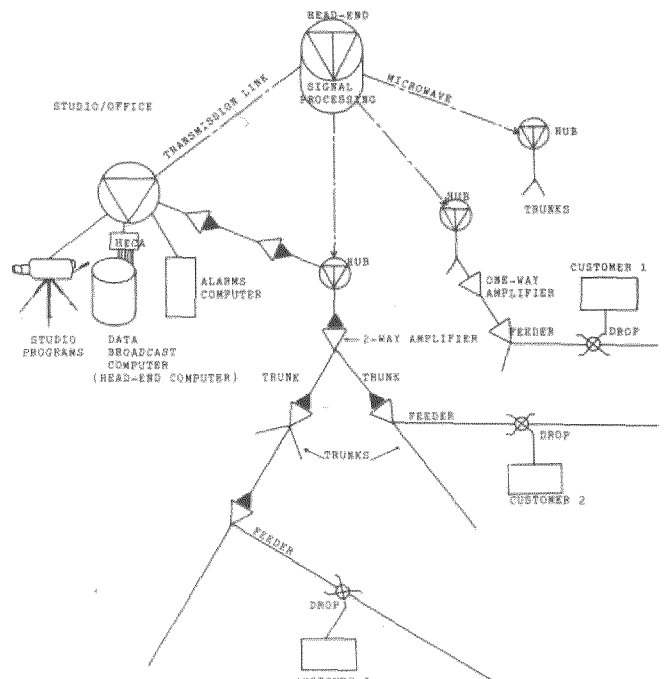 HEAD-END
SIGNAL
PROCESSING
STUDIO/OFFICE
TRANSMISSION LINK
MICROWAVE
HUB
TRUNKS
HUB
HECA
ALARMS
COMPUTER
HUB
ONE-WAY
AMPLIFIER
CUSTOMER 1
STUDIO
PROGRAMS
DATA
BROADCAST
COMPUTER
(HEAD-END COMPUTER)
2-WAY AMPLIFIER
FEEDER
DROP
TRUNK
TRUNK
FEEDER
DROP
TRUNKS
CUSTOMER 2
FEEDER
DROP